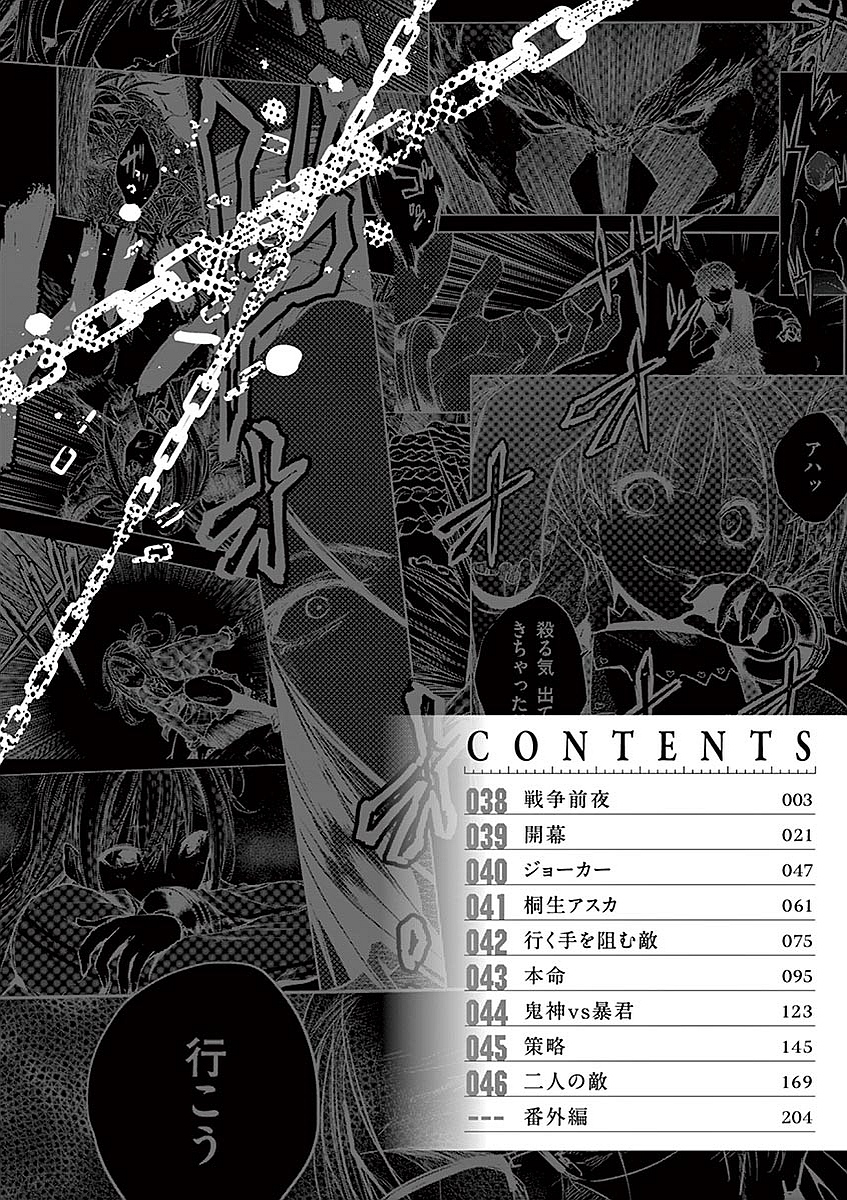 アハッ
殺る気 出て
きちゃった
行こう
CONTENTS
038 戦争前夜 003
039 開幕 021
040 ジョーカー 047
041 桐生アスカ 061
042 行く手を阻む敵 075
043 本命 095
044 鬼神vs暴君 123
045 策略 145
046 二人の敵 169
--- 番外編 204